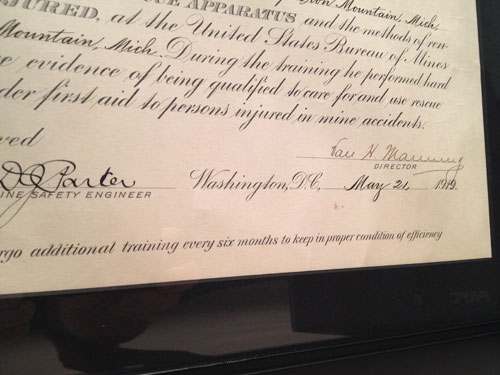 APPARATUS Iron Mountain, Mich.
JURED, at the United States Bureau of Mines and the methods of ren-
Mountain, Mich. During the training he performed hard
e evidence of being qualified to care for and use rescue
der first aid to persons injured in mine accidents.
ved
Van H. Manning
DIRECTOR
D J Parker
INE SAFETY ENGINEER
Washington, D.C., May 21, 1919.
rgo additional training every six months to keep in proper condition of efficiency